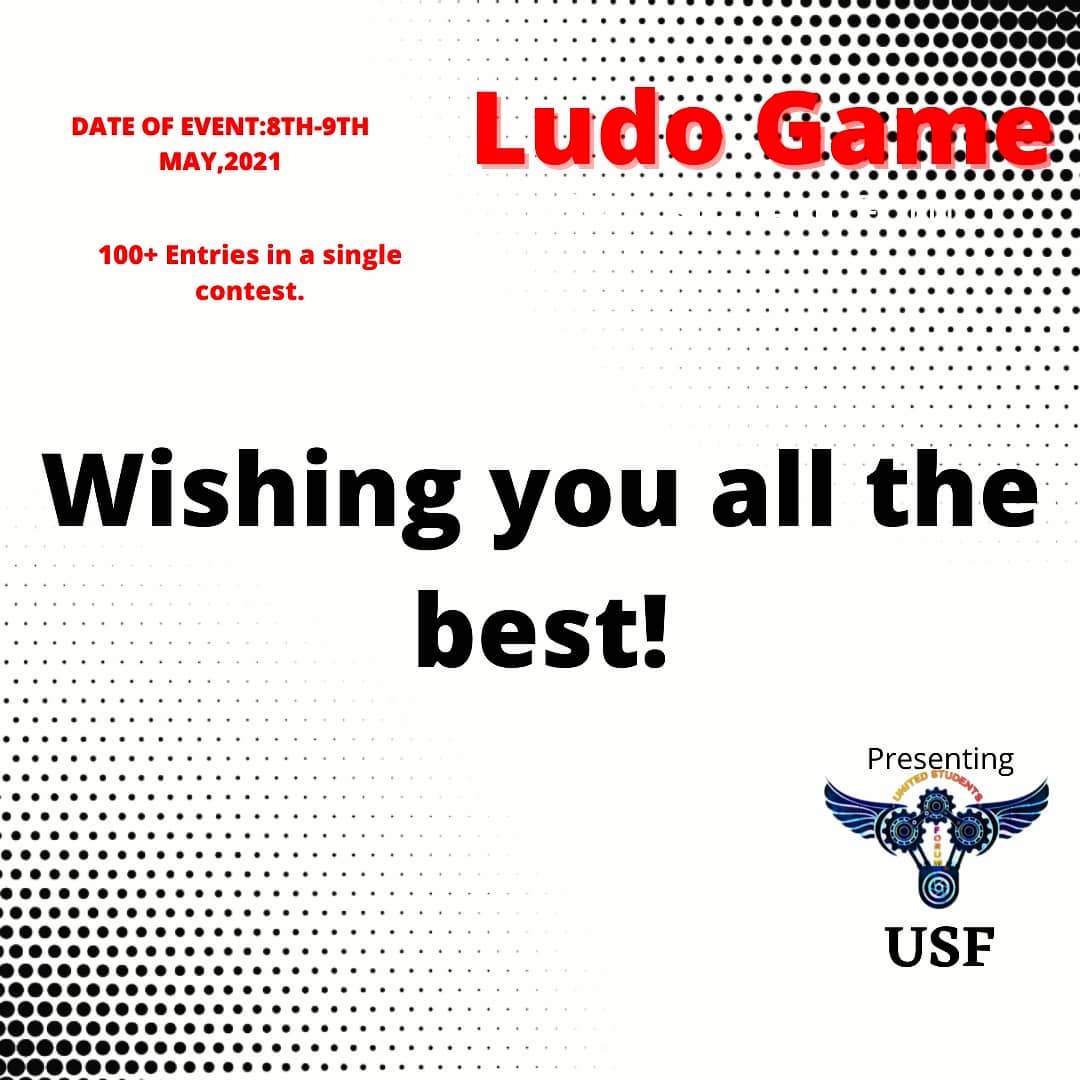 Ludo Game
DATE OF EVENT:8TH-9TH
MAY,2021
100+ Entries in a single
contest.
Wishing you all the
best!
Presenting
UNITED STUDENTS
FORUM
USF